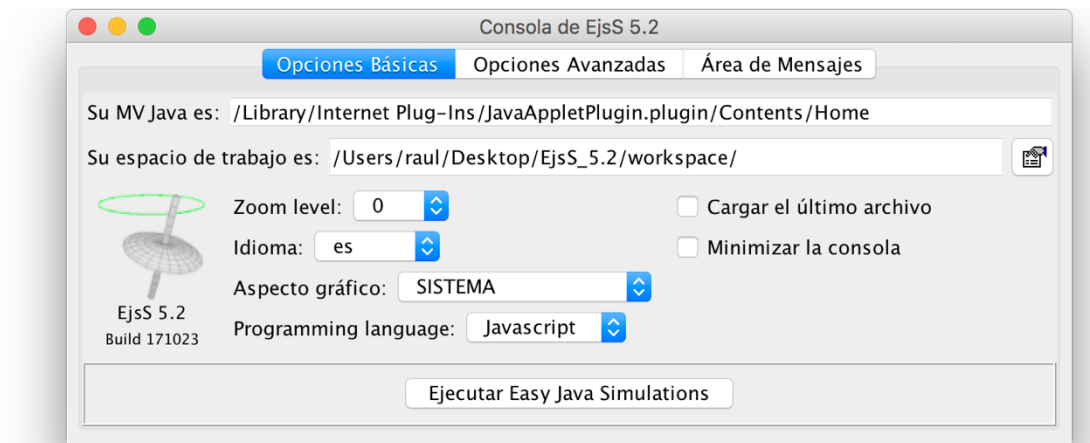 Consola de EjsS 5.2
Opciones Básicas Opciones Avanzadas Área de Mensajes
Su MV Java es: /Library/Internet Plug-Ins/JavaAppletPlugin.plugin/Contents/Home
Su espacio de trabajo es: /Users/raul/Desktop/EjsS_5.2/workspace/
Zoom level: 0 Cargar el último archivo
Idioma: es Minimizar la consola
Aspecto gráfico: SISTEMA
EjsS 5.2
Programming language: Javascript
Build 171023
Ejecutar Easy Java Simulations